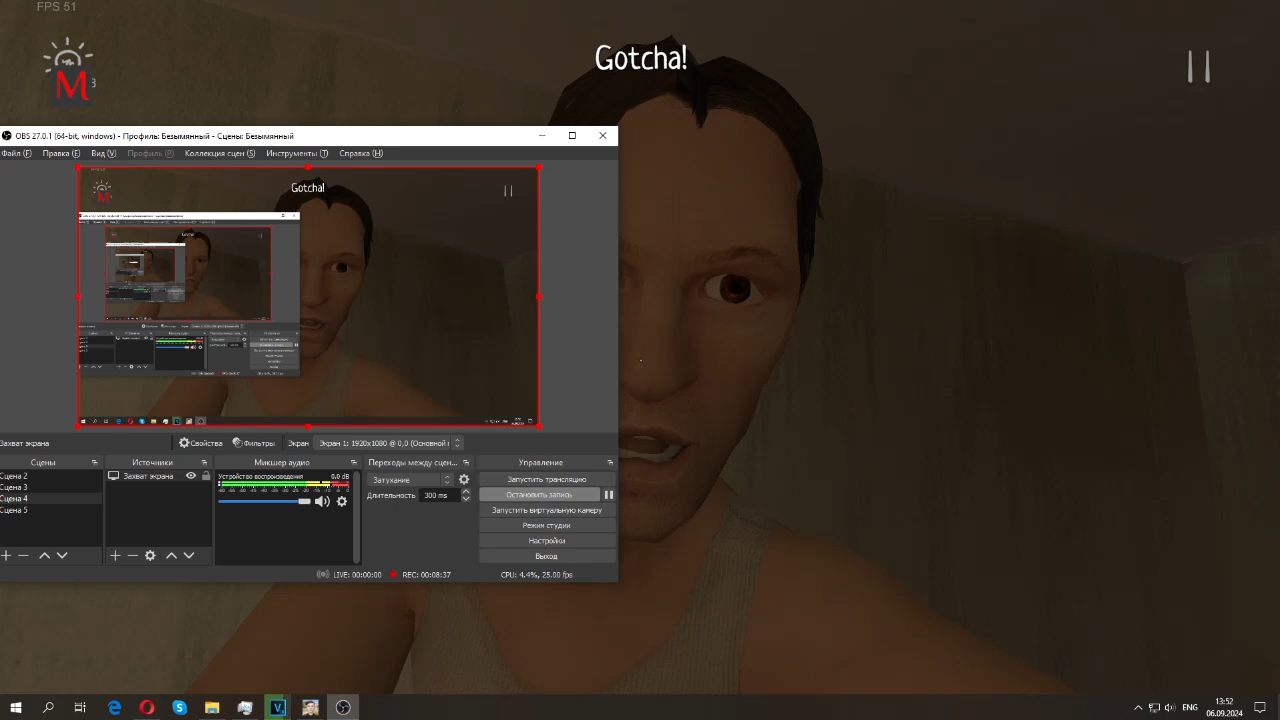 FPS 51
Gotcha!
M
3
OBS 27.0.1 (64-bit, windows) - Профиль: Безымянный - Сцены: Безымянный
Файл (F) Правка (E) Вид (V) Профиль (P) Коллекция сцен (S) Инструменты (T) Справка (H)
Gotcha!
Захват экрана
Свойства Фильтры Экран Экран 1: 1920x1080 @ 0,0 (Основной
Сцены Источники Микшер аудио Переходы между сцен... Управление
Сцена 2
Сцена 3
Сцена 4
Сцена 5
Захват экрана
Устройство воспроизведения 0.0 dB
Затухание
Длительность 300 ms
Запустить трансляцию
Остановить запись
Запустить виртуальную камеру
Режим студии
Настройки
Выход
LIVE: 00:00:00 REC: 00:08:37 CPU: 4.4%, 25.00 fps
ENG
13:52
06.09.2024